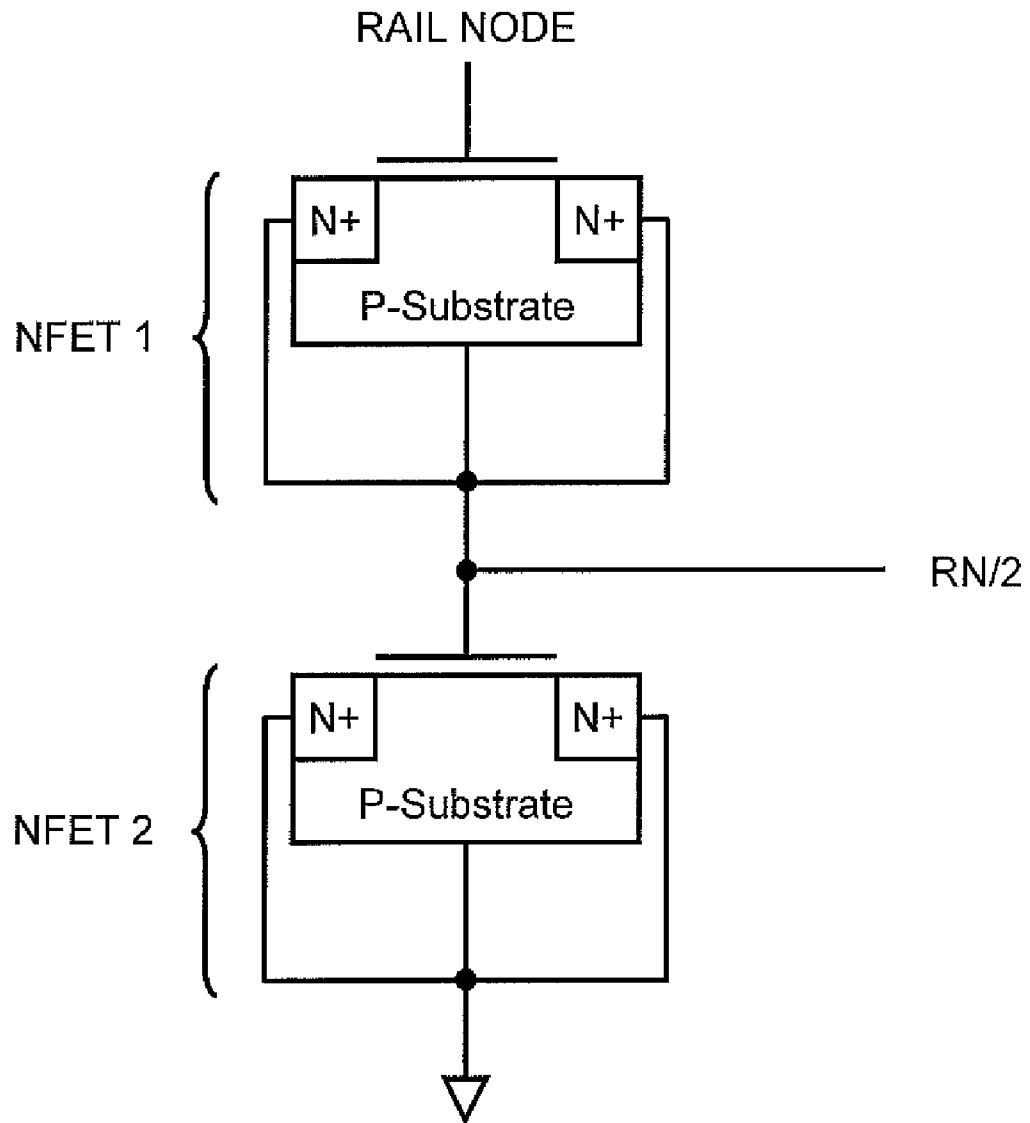 RAIL NODE
N+ N+
P-Substrate
NFET 1
RN/2
N+ N+
P-Substrate
NFET 2